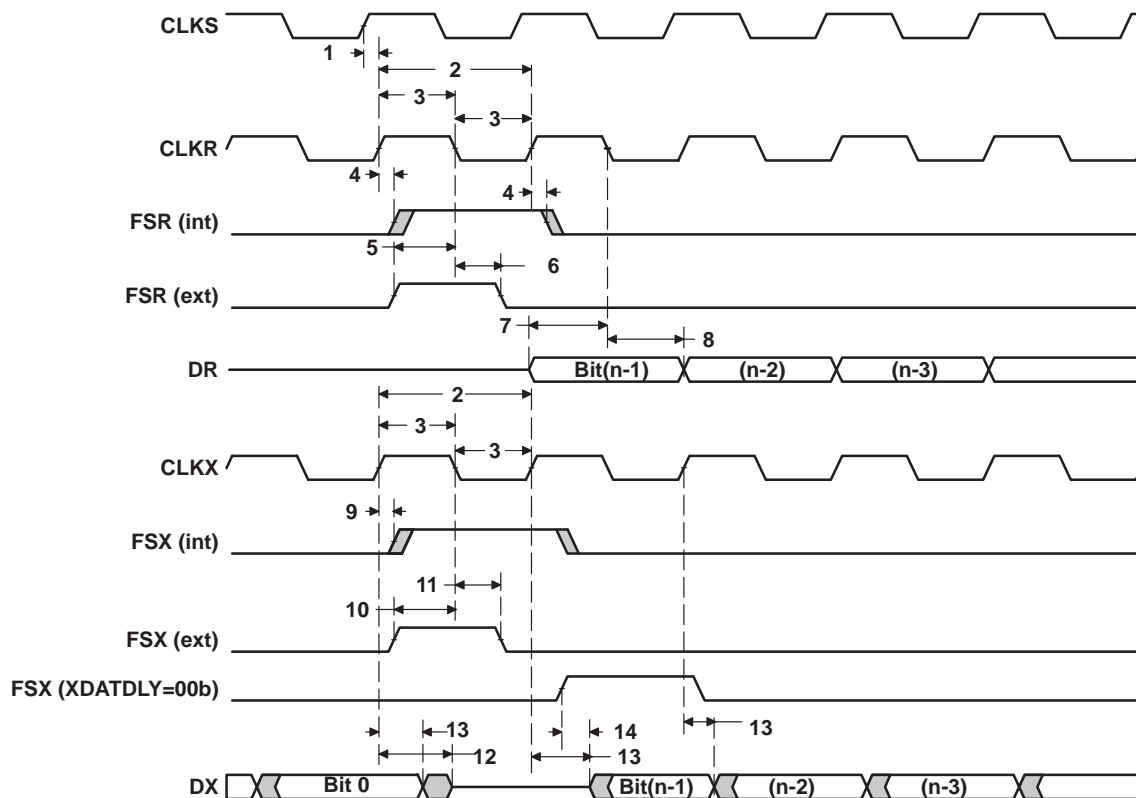 CLKS
1
2
3
3
CLKR
4
4
FSR (int)
5
6
FSR (ext)
7
8
DR
Bit(n-1)
(n-2)
(n-3)
2
3
3
CLKX
9
FSX (int)
11
10
FSX (ext)
FSX (XDATDLY=00b)
13
14
13
12
13
DX
Bit 0
Bit(n-1)
(n-2)
(n-3)